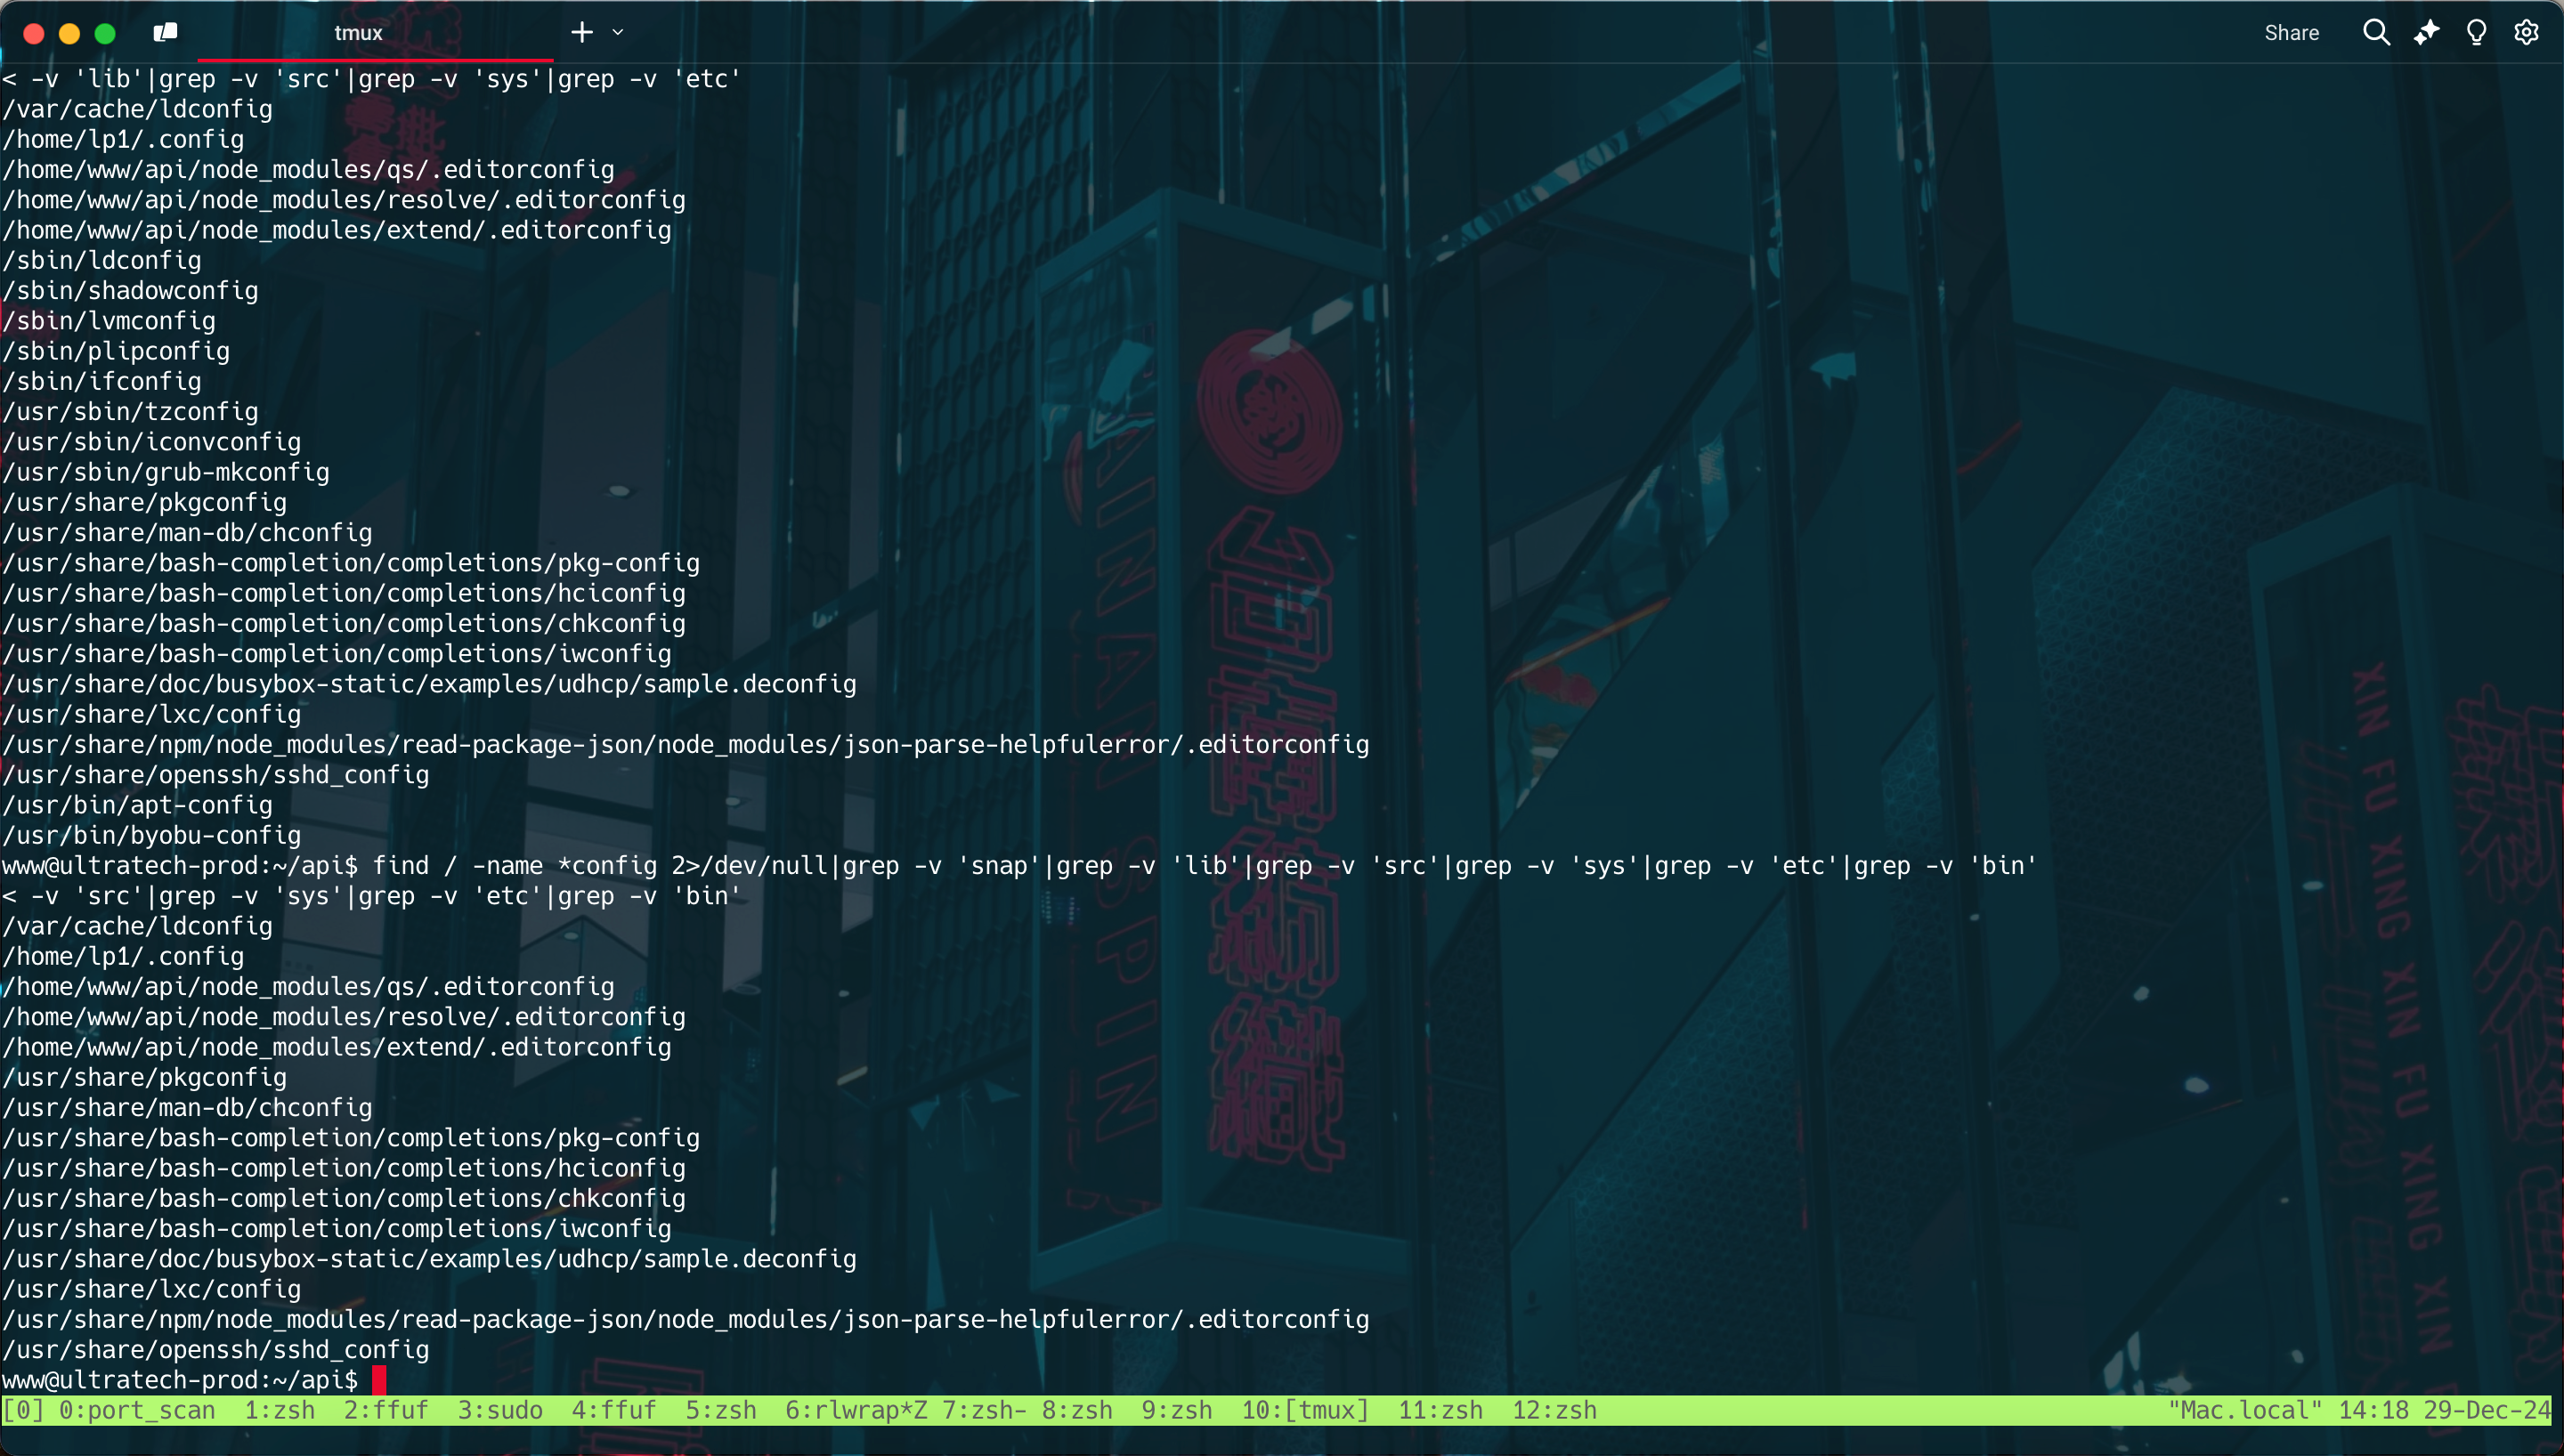 tmux
Share
< -v 'lib'|grep -v 'src'|grep -v 'sys'|grep -v 'etc'
/var/cache/ldconfig
/home/lp1/.config
/home/www/api/node_modules/qs/.editorconfig
/home/www/api/node_modules/resolve/.editorconfig
/home/www/api/node_modules/extend/.editorconfig
/sbin/ldconfig
/sbin/shadowconfig
/sbin/lvmconfig
/sbin/plipconfig
/sbin/ifconfig
/usr/sbin/tzconfig
/usr/sbin/iconvconfig
/usr/sbin/grub-mkconfig
/usr/share/pkgconfig
/usr/share/man-db/chconfig
/usr/share/bash-completion/completions/pkg-config
/usr/share/bash-completion/completions/hciconfig
/usr/share/bash-completion/completions/chkconfig
/usr/share/bash-completion/completions/iwconfig
/usr/share/doc/busybox-static/examples/udhcp/sample.deconfig
/usr/share/lxc/config
/usr/share/npm/node_modules/read-package-json/node_modules/json-parse-helpfulerror/.editorconfig
/usr/share/openssh/sshd_config
/usr/bin/apt-config
/usr/bin/byobu-config
www@ultratech-prod:~/api$ find / -name *config 2>/dev/null|grep -v 'snap'|grep -v 'lib'|grep -v 'src'|grep -v 'sys'|grep -v 'etc'|grep -v 'bin'
< -v 'src'|grep -v 'sys'|grep -v 'etc'|grep -v 'bin'
/var/cache/ldconfig
/home/lp1/.config
/home/www/api/node_modules/qs/.editorconfig
/home/www/api/node_modules/resolve/.editorconfig
/home/www/api/node_modules/extend/.editorconfig
/usr/share/pkgconfig
/usr/share/man-db/chconfig
/usr/share/bash-completion/completions/pkg-config
/usr/share/bash-completion/completions/hciconfig
/usr/share/bash-completion/completions/chkconfig
/usr/share/bash-completion/completions/iwconfig
/usr/share/doc/busybox-static/examples/udhcp/sample.deconfig
/usr/share/lxc/config
/usr/share/npm/node_modules/read-package-json/node_modules/json-parse-helpfulerror/.editorconfig
/usr/share/openssh/sshd_config
www@ultratech-prod:~/api$
[0] 0:port_scan  1:zsh  2:ffuf  3:sudo  4:ffuf  5:zsh  6:rlwrap*Z 7:zsh- 8:zsh  9:zsh  10:[tmux]  11:zsh  12:zsh "Mac.local" 14:18 29-Dec-24
AINAN SPIN
XIN FU XING XIN FU XING XIN